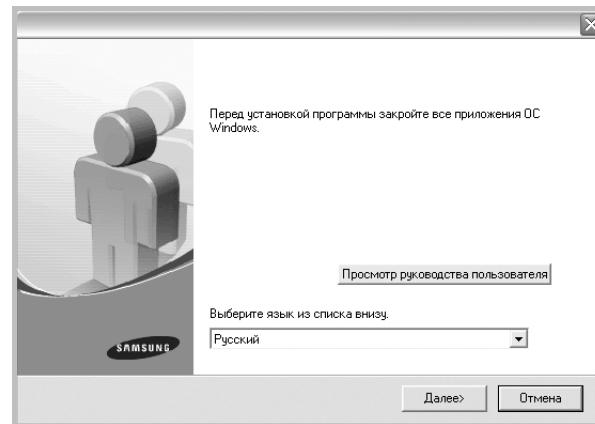 Перед установкой программы закройте все приложения ОС
Windows.
Просмотр руководства пользователя
Выберите язык из списка внизу.
Русский
SAMSUNG
Далее>
Отмена